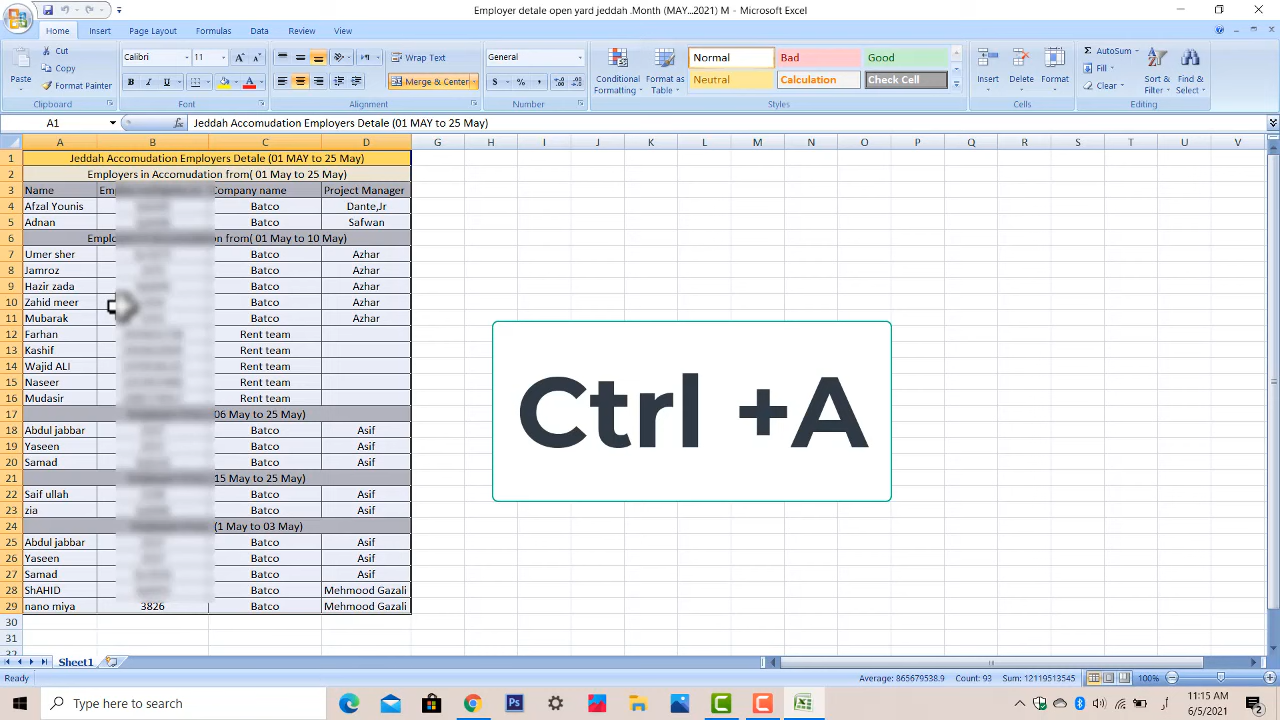 Employer detale open yard jeddah .Month (MAY...2021) M - Microsoft Excel
Home Insert Page Layout Formulas Data Review View
Paste Cut Copy Format Painter Clipboard
Calibri 11 B I U A A A Font
Wrap Text Merge & Center Alignment
General $ % , Number
Conditional Formatting Format as Table Normal Bad Good Neutral Calculation Check Cell Styles
Insert Delete Format Cells
Σ AutoSum Fill Clear Sort & Filter Find & Select Editing
A1 fx Jeddah Accomudation Employers Detale (01 MAY to 25 May)
A B C D G H I J K L M N O P Q R S T U V
1 Jeddah Accomudation Employers Detale (01 MAY to 25 May)
2 Employers in Accomudation from( 01 May to 25 May)
3 Name Company name Project Manager
4 Afzal Younis Batco Dante,Jr
5 Adnan Batco Safwan
6 from( 01 May to 10 May)
7 Umer sher Batco Azhar
8 Jamroz Batco Azhar
9 Hazir zada Batco Azhar
10 Zahid meer Batco Azhar
11 Mubarak Batco Azhar
12 Farhan Rent team
13 Kashif Rent team
14 Wajid ALI Rent team
15 Naseer Rent team
16 Mudasir Rent team
17 06 May to 25 May)
18 Abdul jabbar Batco Asif
19 Yaseen Batco Asif
20 Samad Batco Asif
21 15 May to 25 May)
22 Saif ullah Batco Asif
23 zia Batco Asif
24 (1 May to 03 May)
25 Abdul jabbar Batco Asif
26 Yaseen Batco Asif
27 Samad Batco Asif
28 ShAHID Batco Mehmood Gazali
29 nano miya 3826 Batco Mehmood Gazali
30
31
32
Ctrl +A
Sheet1
Ready Average: 865679538.9 Count: 93 Sum: 12119513545 100%
Type here to search
11:15 AM
6/5/2021
2